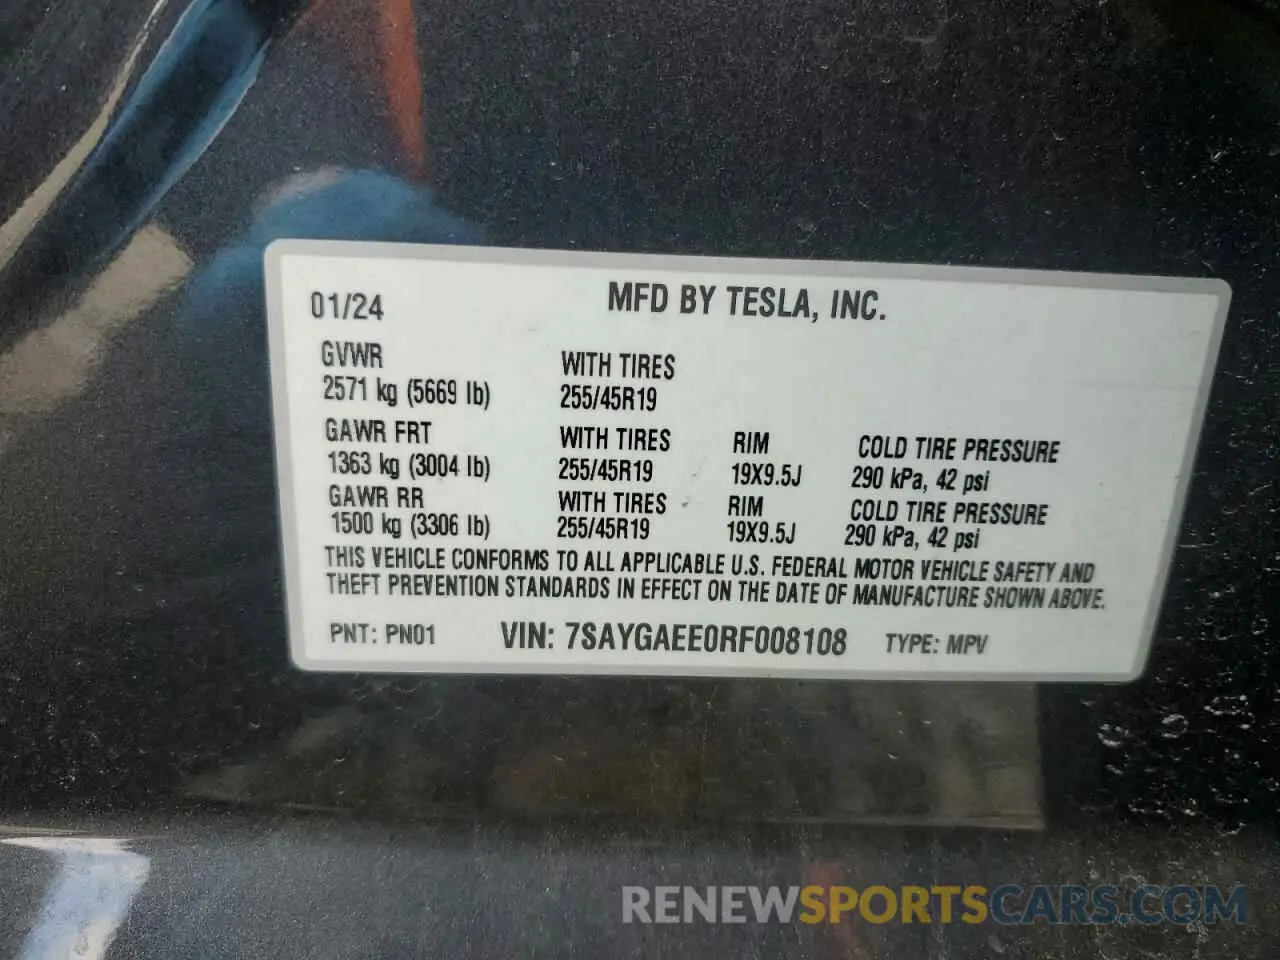 01/24 MFD BY TESLA, INC.
GVWR WITH TIRES
2571 kg (5669 lb) 255/45R19
GAWR FRT WITH TIRES RIM COLD TIRE PRESSURE
1363 kg (3004 lb) 255/45R19 19X9.5J 290 kPa, 42 psi
GAWR RR WITH TIRES RIM COLD TIRE PRESSURE
1500 kg (3306 lb) 255/45R19 19X9.5J 290 kPa, 42 psi
THIS VEHICLE CONFORMS TO ALL APPLICABLE U.S. FEDERAL MOTOR VEHICLE SAFETY AND
THEFT PREVENTION STANDARDS IN EFFECT ON THE DATE OF MANUFACTURE SHOWN ABOVE.
PNT: PN01 VIN: 7SAYGAEE0RF008108 TYPE: MPV
RENEWSPORTSCARS.COM